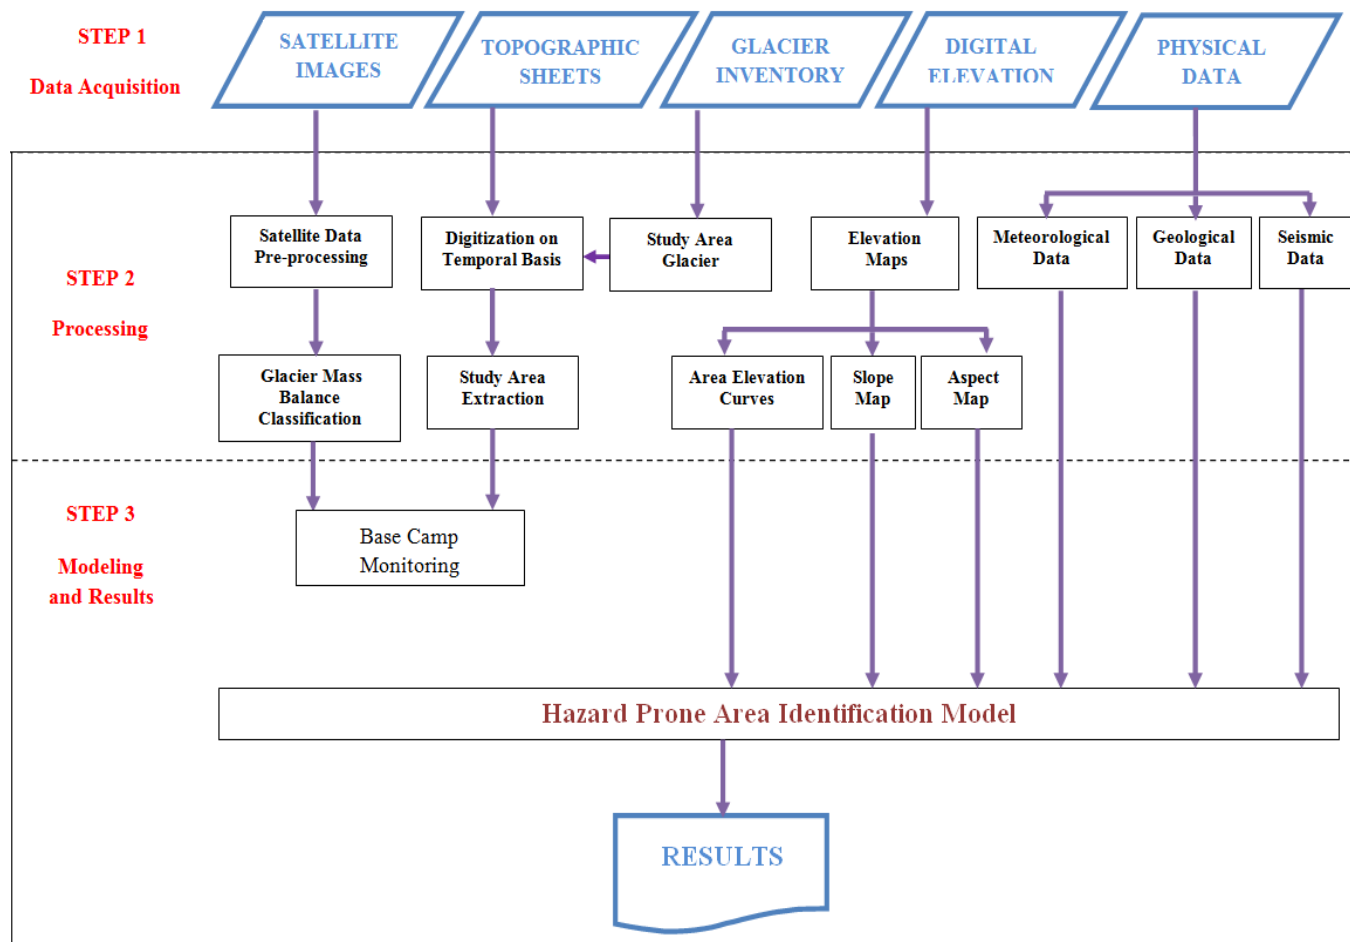 STEP 1
Data Acquisition
SATELLITE
IMAGES
TOPOGRAPHIC
SHEETS
GLACIER
INVENTORY
DIGITAL
ELEVATION
PHYSICAL
DATA
STEP 2
Processing
Satellite Data
Pre-processing
Digitization on
Temporal Basis
Study Area
Glacier
Elevation
Maps
Meteorological
Data
Geological
Data
Seismic
Data
Glacier Mass
Balance
Classification
Study Area
Extraction
Area Elevation
Curves
Slope
Map
Aspect
Map
STEP 3
Modeling
and Results
Base Camp
Monitoring
Hazard Prone Area Identification Model
RESULTS